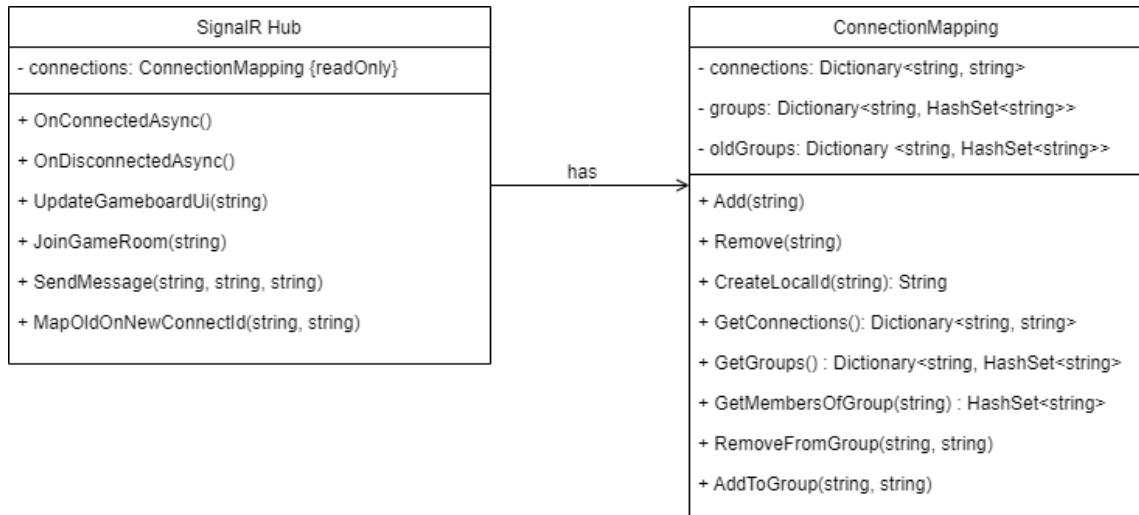 SignalR Hub
- connections: ConnectionMapping {readOnly}
+ OnConnectedAsync()
+ OnDisconnectedAsync()
+ UpdateGameboardUi(string)
+ JoinGameRoom(string)
+ SendMessage(string, string, string)
+ MapOldOnNewConnectId(string, string)
has
ConnectionMapping
- connections: Dictionary<string, string>
- groups: Dictionary<string, HashSet<string>>
- oldGroups: Dictionary <string, HashSet<string>>
+ Add(string)
+ Remove(string)
+ CreateLocalId(string): String
+ GetConnections(): Dictionary<string, string>
+ GetGroups() : Dictionary<string, HashSet<string>
+ GetMembersOfGroup(string) : HashSet<string>
+ RemoveFromGroup(string, string)
+ AddToGroup(string, string)